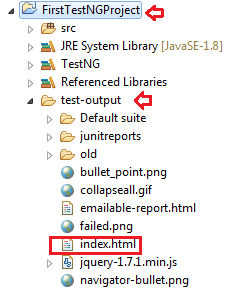 FirstTestNGProject
src
JRE System Library [JavaSE-1.8]
TestNG
Referenced Libraries
test-output
Default suite
junitreports
old
bullet_point.png
collapseall.gif
emailable-report.html
failed.png
index.html
jquery-1.7.1.min.js
navigator-bullet.png